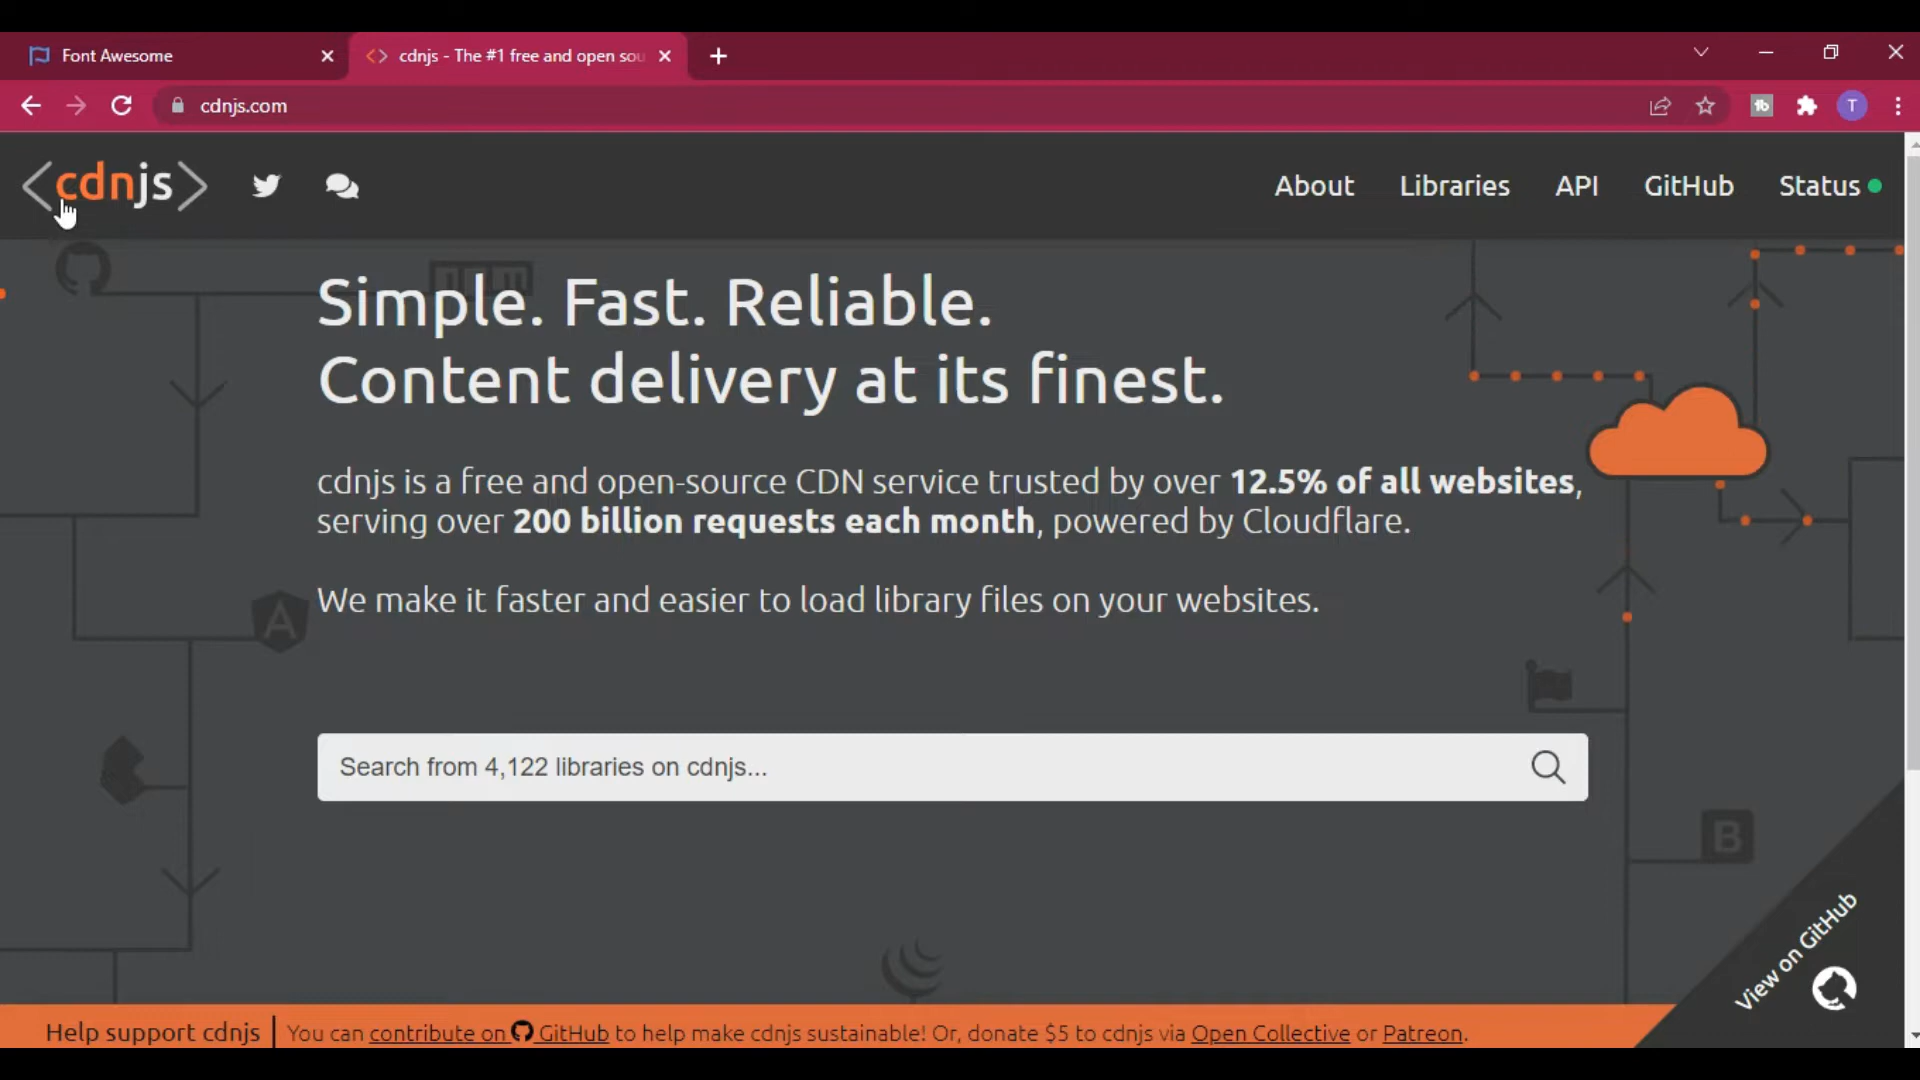 Font Awesome
cdnjs - The #1 free and open sou
cdnjs.com
T
<cdnjs>
About
Libraries
API
GitHub
Status
Simple. Fast. Reliable.
Content delivery at its finest.
cdnjs is a free and open-source CDN service trusted by over 12.5% of all websites,
serving over 200 billion requests each month, powered by Cloudflare.
We make it faster and easier to load library files on your websites.
Search from 4,122 libraries on cdnjs...
A
B
View on GitHub
Help support cdnjs
You can contribute on GitHub to help make cdnjs sustainable! Or, donate $5 to cdnjs via Open Collective or Patreon.